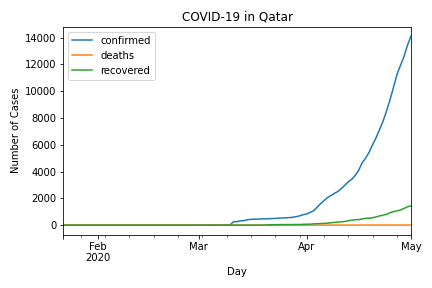 COVID-19 in Qatar
confirmed
deaths
recovered
Number of Cases
14000
12000
10000
8000
6000
4000
2000
0
Feb
2020
Mar
Apr
May
Day